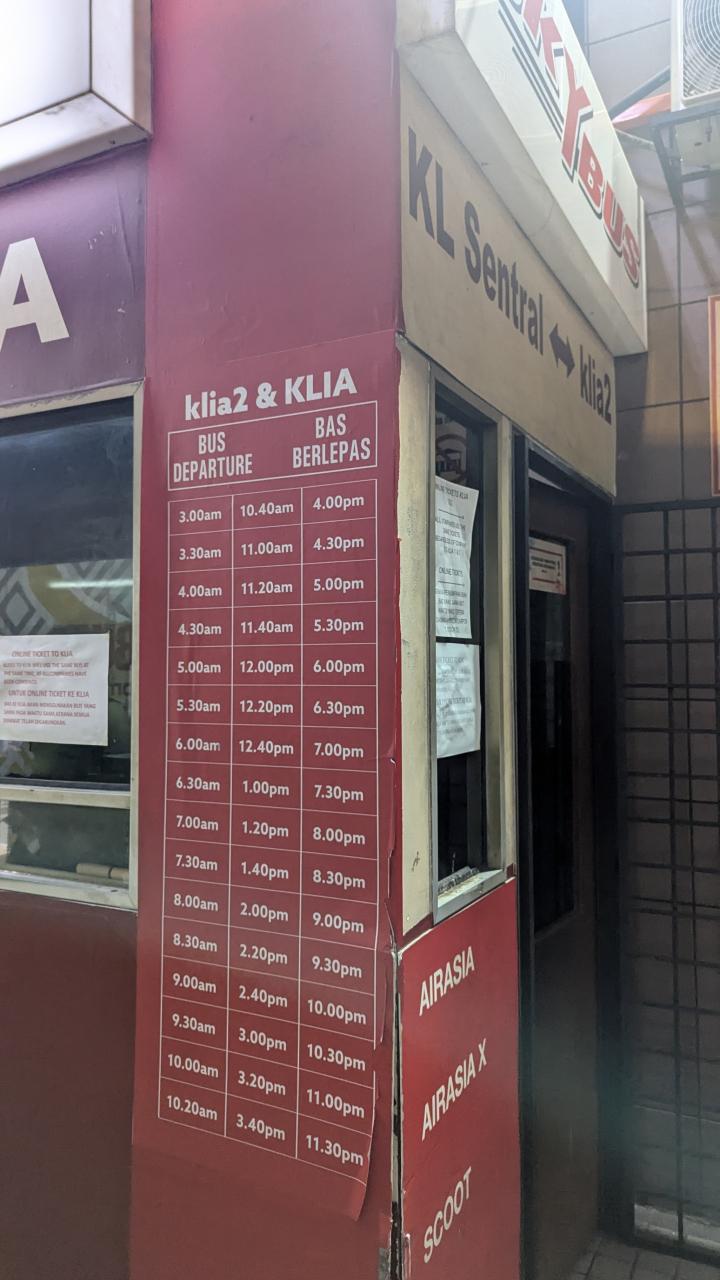 KYBUS
KL Sentral ↔ klia2
A
klia2 & KLIA
BUS DEPARTURE
BAS BERLEPAS
3.00am 10.40am 4.00pm
3.30am 11.00am 4.30pm
4.00am 11.20am 5.00pm
4.30am 11.40am 5.30pm
5.00am 12.00pm 6.00pm
5.30am 12.20pm 6.30pm
6.00am 12.40pm 7.00pm
6.30am 1.00pm 7.30pm
7.00am 1.20pm 8.00pm
7.30am 1.40pm 8.30pm
8.00am 2.00pm 9.00pm
8.30am 2.20pm 9.30pm
9.00am 2.40pm 10.00pm
9.30am 3.00pm 10.30pm
10.00am 3.20pm 11.00pm
10.20am 3.40pm 11.30pm
ONLINE TICKET TO KLIA
UNTUK ONLINE TICKET KE KLIA
AIRASIA
AIRASIA X
SCOOT